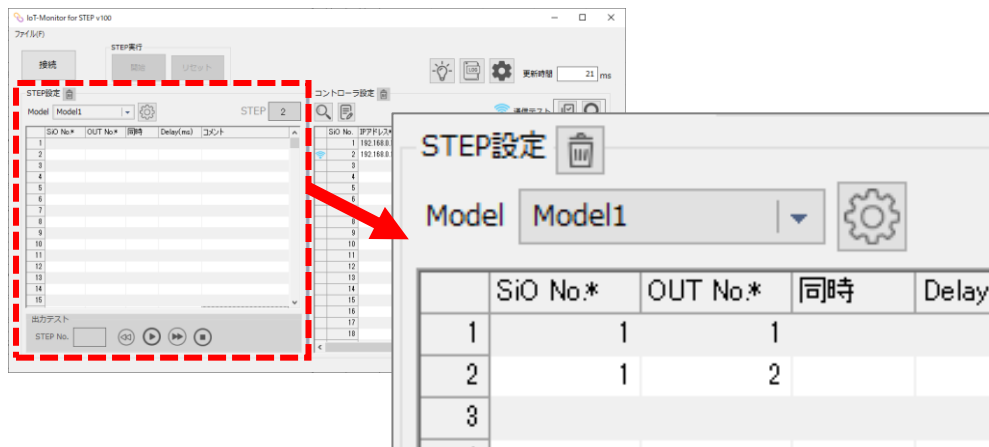 IoT-Monitor for STEP v100
ファイル(F)
STEP実行
接続
開始
リセット
LOG
更新時間 21 ms
STEP設定
Model Model1
STEP 2
SiO No.* OUT No.* 同時 Delay(ms) コメント
1
2
3
4
5
6
7
8
9
10
11
12
13
14
15
出力テスト
STEP No.
コントローラ設定
通信テスト
SiO No. IPアドレス*
1 192.168.0.
2 192.168.0.
3
4
5
6
7
8
9
10
11
12
13
14
15
16
17
18
STEP設定
Model Model1
SiO No.* OUT No.* 同時 Delay
1 1 1
2 1 2
3